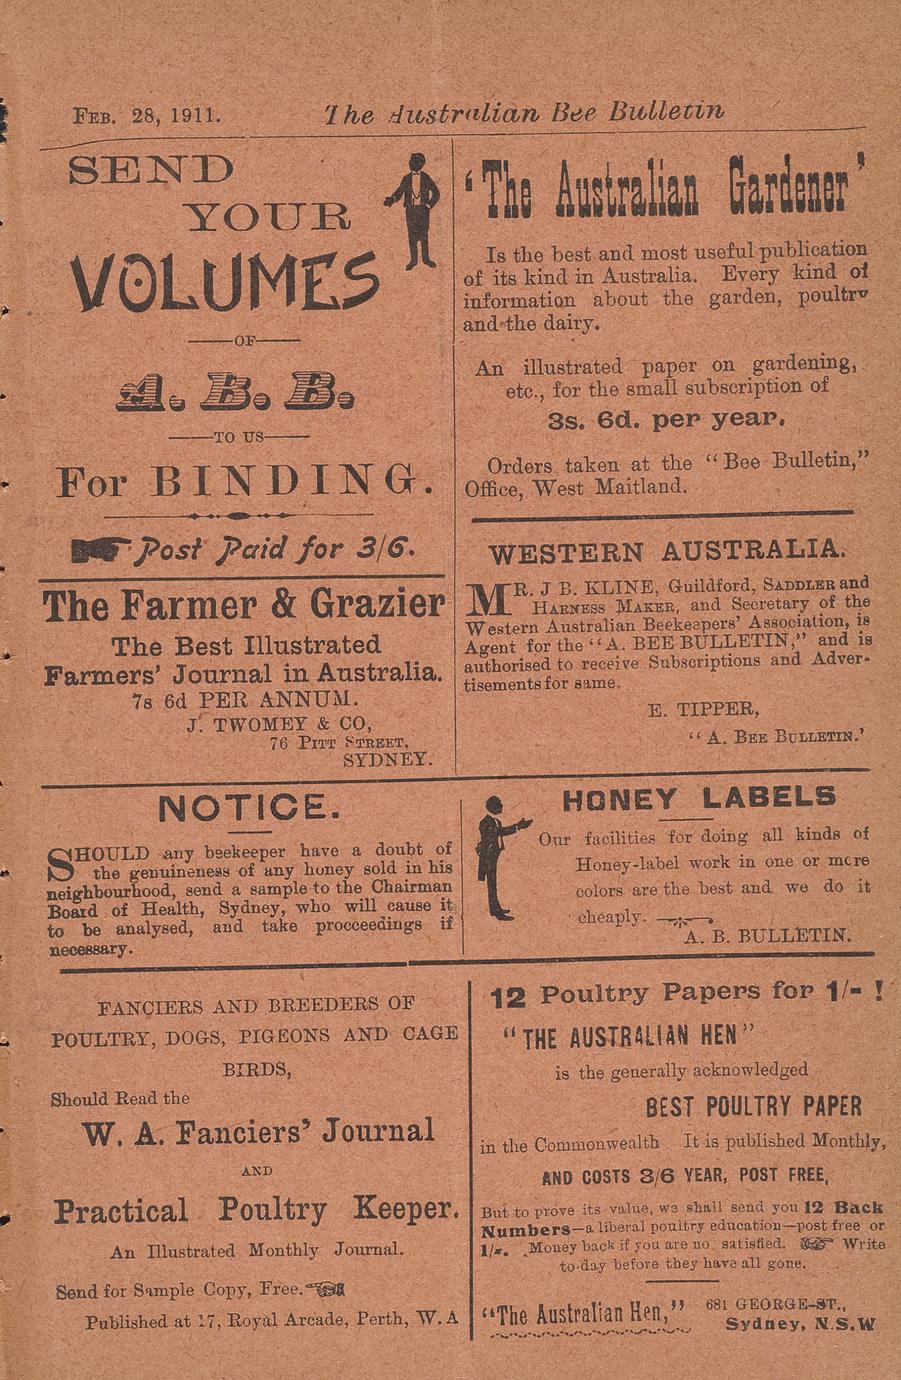 FEB. 28, 1911. The Australian Bee Bulletin
SEND
YOUR
VOLUMES
OF
A. B. B.
TO US
For BINDING.
Post Paid for 3/6.
The Farmer & Grazier
The Best Illustrated
Farmers' Journal in Australia.
7s 6d PER ANNUM.
J. TWOMEY & CO,
76 PITT STREET,
SYDNEY.
'The Australian Gardener'
Is the best and most useful publication
of its kind in Australia. Every kind of
information about the garden, poultry
and the dairy.
An illustrated paper on gardening,
etc., for the small subscription of
3s. 6d. per year.
Orders taken at the "Bee Bulletin,"
Office, West Maitland.
WESTERN AUSTRALIA.
MR. J B. KLINE, Guildford, SADDLER and
HARNESS MAKER, and Secretary of the
Western Australian Beekeepers' Association, is
Agent for the "A. BEE BULLETIN," and is
authorised to receive Subscriptions and Adver-
tisements for same.
E. TIPPER,
"A. BEE BULLETIN.'
NOTICE.
SHOULD any beekeeper have a doubt of
the genuineness of any honey sold in his
neighbourhood, send a sample to the Chairman
Board of Health, Sydney, who will cause it
to be analysed, and take procceedings if
necessary.
HONEY LABELS
Our facilities for doing all kinds of
Honey-label work in one or more
colors are the best and we do it
cheaply.
A. B. BULLETIN.
FANCIERS AND BREEDERS OF
POULTRY, DOGS, PIGEONS AND CAGE
BIRDS,
Should Read the
W. A. Fanciers' Journal
AND
Practical Poultry Keeper.
An Illustrated Monthly Journal.
Send for Sample Copy, Free.
Published at 17, Royal Arcade, Perth, W. A
12 Poultry Papers for 1/- !
"THE AUSTRALIAN HEN"
is the generally acknowledged
BEST POULTRY PAPER
in the Commonwealth It is published Monthly,
AND COSTS 3/6 YEAR, POST FREE,
But to prove its value, we shall send you 12 Back
Numbers—a liberal poultry education—post free or
1/-. Money back if you are no satisfied. Write
to-day before they have all gone.
"The Australian Hen," 681 GEORGE-ST.,
Sydney, N.S.W